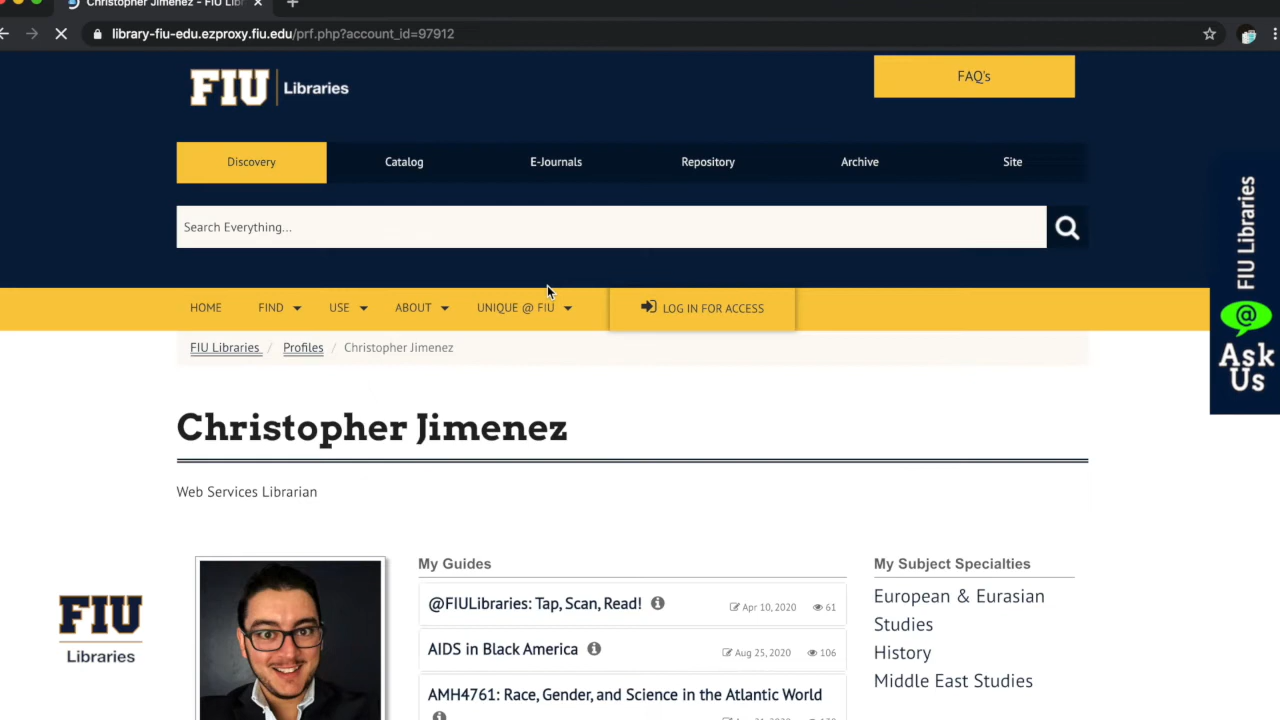 Christopher Jimenez - FIU Libr
library-fiu-edu.ezproxy.fiu.edu/prf.php?account_id=97912
FIU Libraries
FAQ's
Discovery
Catalog
E-Journals
Repository
Archive
Site
Search Everything...
HOME
FIND
USE
ABOUT
UNIQUE @ FIU
LOG IN FOR ACCESS
FIU Libraries / Profiles / Christopher Jimenez
FIU Libraries
@
Ask
Us
Christopher Jimenez
Web Services Librarian
My Guides
@FIULibraries: Tap, Scan, Read!
Apr 10, 2020
61
AIDS in Black America
Aug 25, 2020
106
AMH4761: Race, Gender, and Science in the Atlantic World
My Subject Specialties
European & Eurasian
Studies
History
Middle East Studies
FIU
Libraries